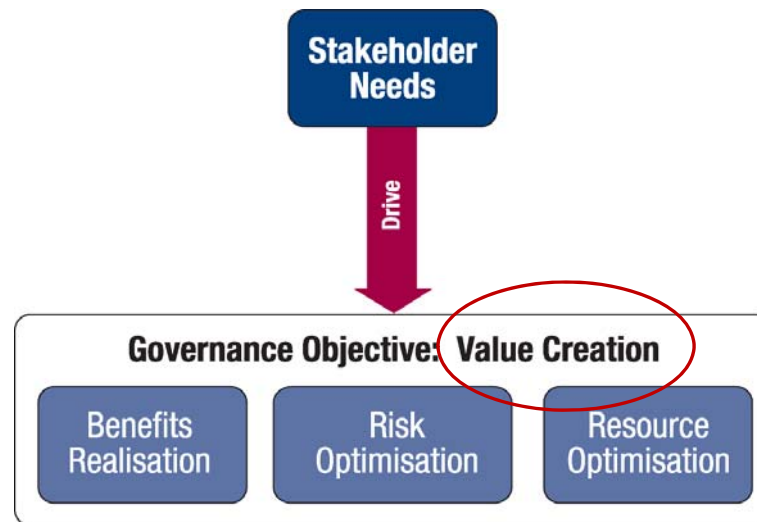 Stakeholder
Needs
Drive
Governance Objective: Value Creation
Benefits
Realisation
Risk
Optimisation
Resource
Optimisation